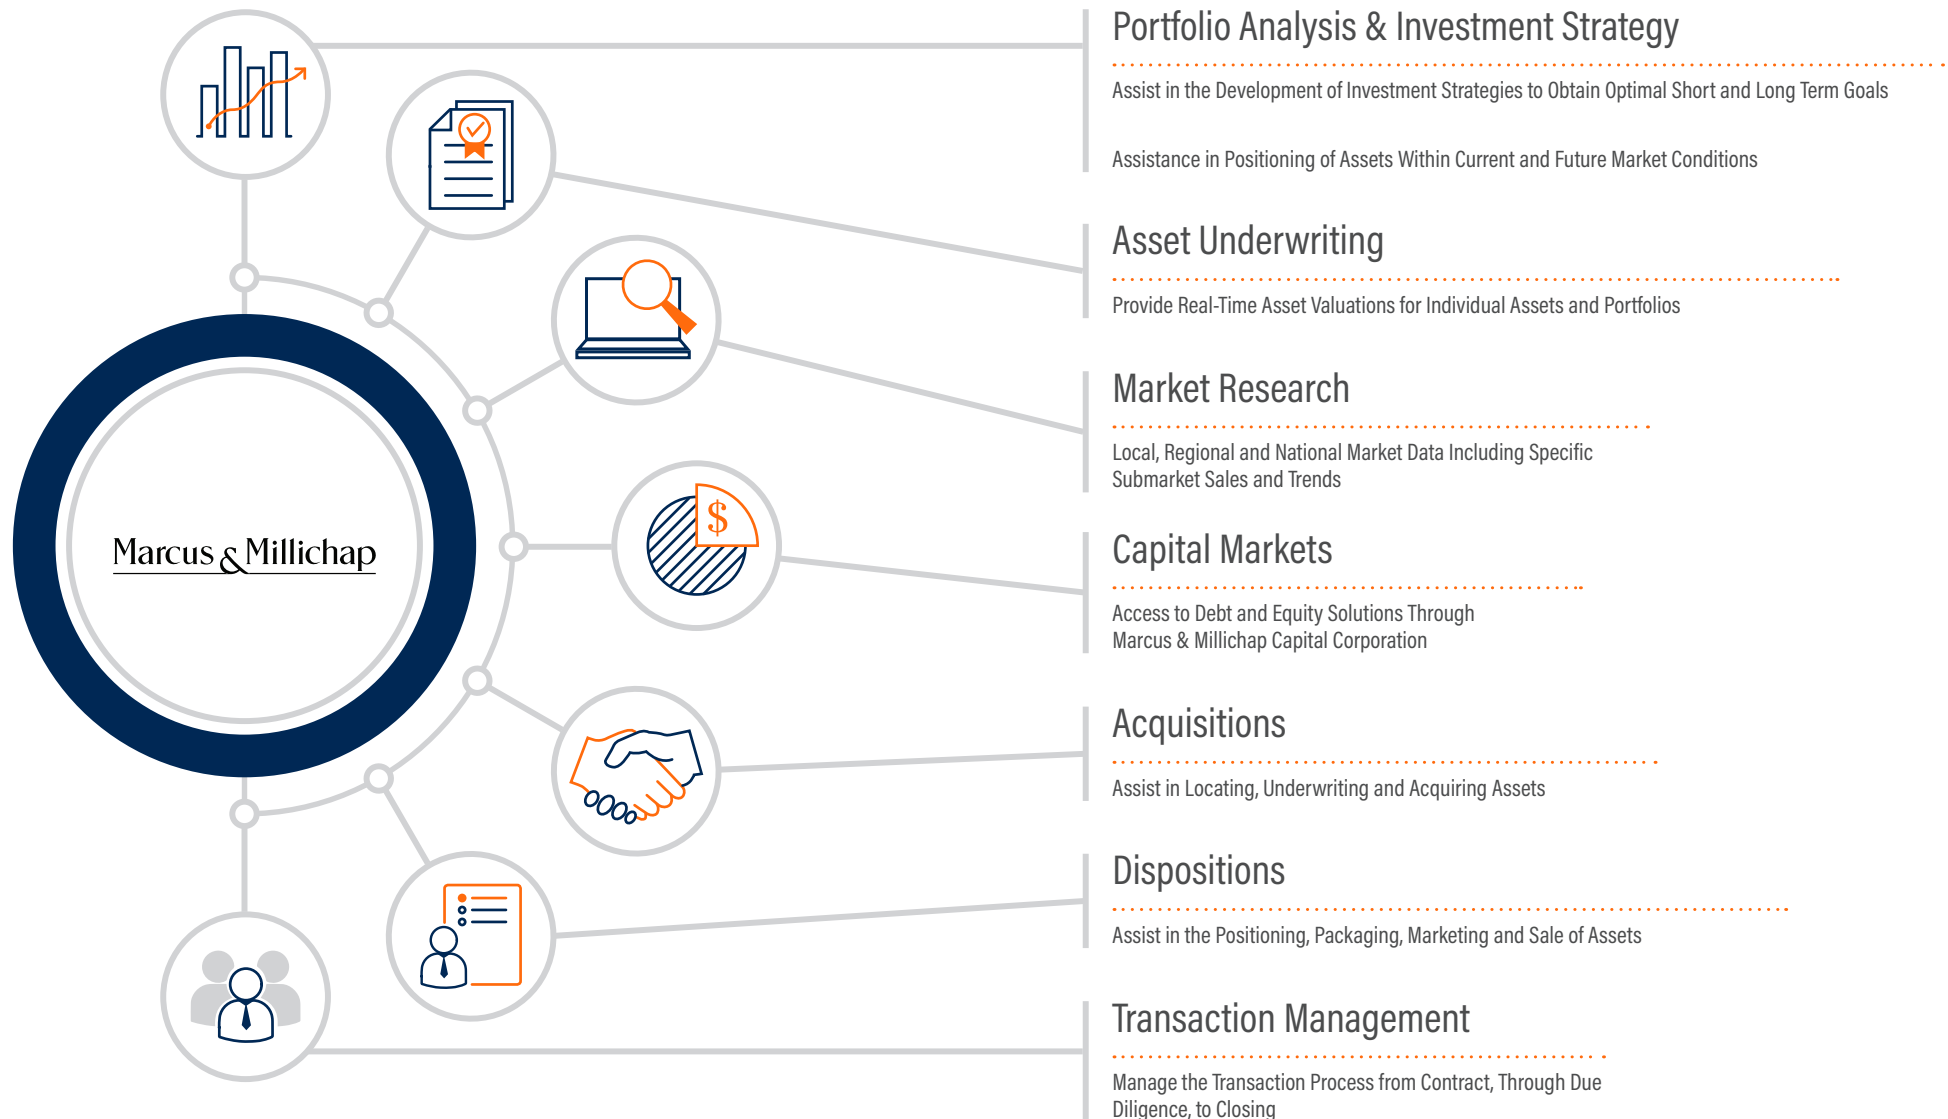 Portfolio Analysis & Investment Strategy
Assist in the Development of Investment Strategies to Obtain Optimal Short and Long Term Goals
Assistance in Positioning of Assets Within Current and Future Market Conditions
Asset Underwriting
Provide Real-Time Asset Valuations for Individual Assets and Portfolios
Market Research
Local, Regional and National Market Data Including Specific
Submarket Sales and Trends
$
Capital Markets
Access to Debt and Equity Solutions Through
Marcus & Millichap Capital Corporation
Marcus & Millichap
Acquisitions
Assist in Locating, Underwriting and Acquiring Assets
Dispositions
Assist in the Positioning, Packaging, Marketing and Sale of Assets
Transaction Management
Manage the Transaction Process from Contract, Through Due
Diligence, to Closing